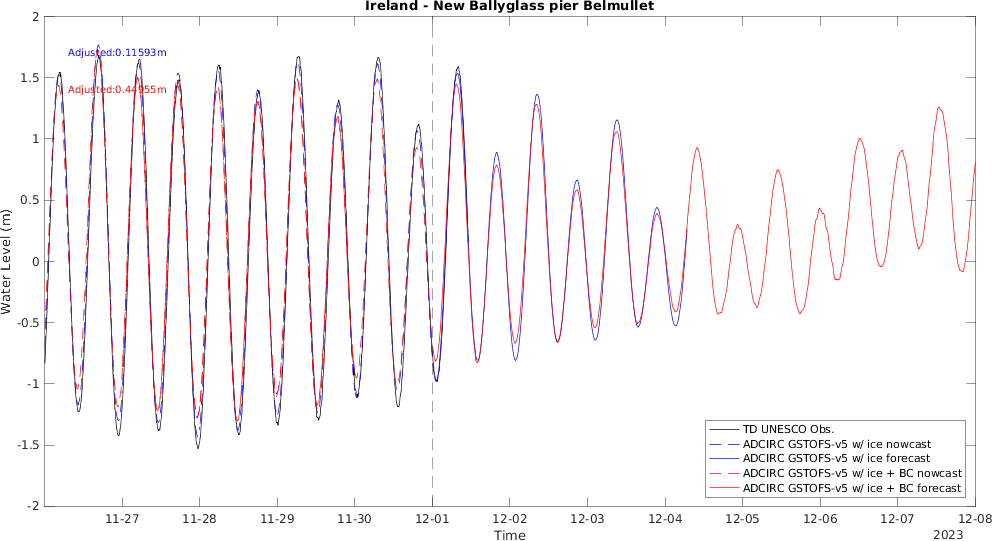 Ireland - New Ballyglass pier Belmullet
Adjusted:0.11593m
Adjusted:0.44955m
2
1.5
1
0.5
0
-0.5
-1
-1.5
-2
Water Level (m)
TD UNESCO Obs.
ADCIRC GSTOFS-v5 w/ ice nowcast
ADCIRC GSTOFS-v5 w/ ice forecast
ADCIRC GSTOFS-v5 w/ ice + BC nowcast
ADCIRC GSTOFS-v5 w/ ice + BC forecast
11-27 11-28 11-29 11-30 12-01 12-02 12-03 12-04 12-05 12-06 12-07 12-08
Time
2023